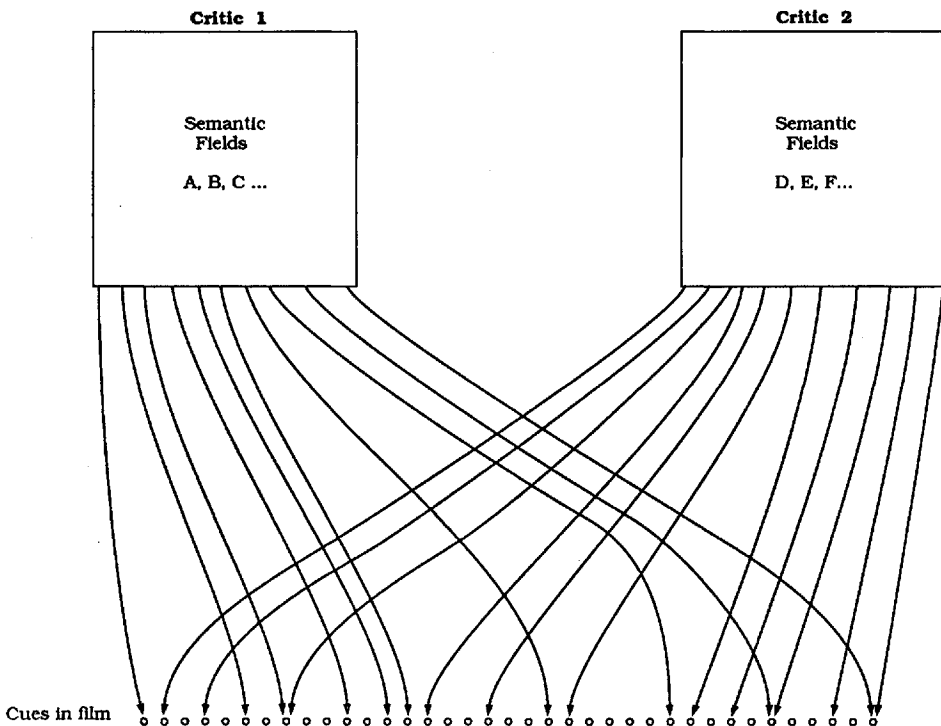 Critic 1
Critic 2
Semantic
Fields
A, B, C ...
Semantic
Fields
D, E, F...
Cues in film